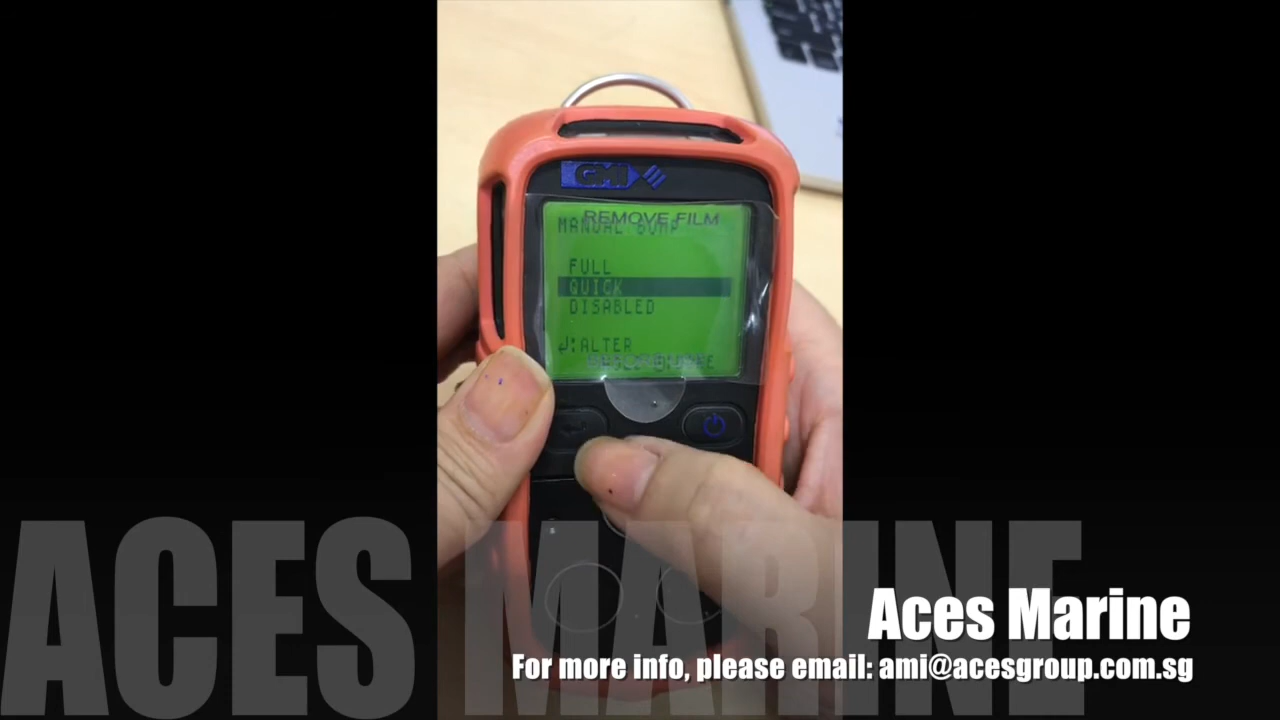 GMI
REMOVE FILM
MANUAL BUMP
FULL
QUICK
DISABLED
↲:ALTER
ACES MARINE
Aces Marine
For more info, please email: ami@acesgroup.com.sg